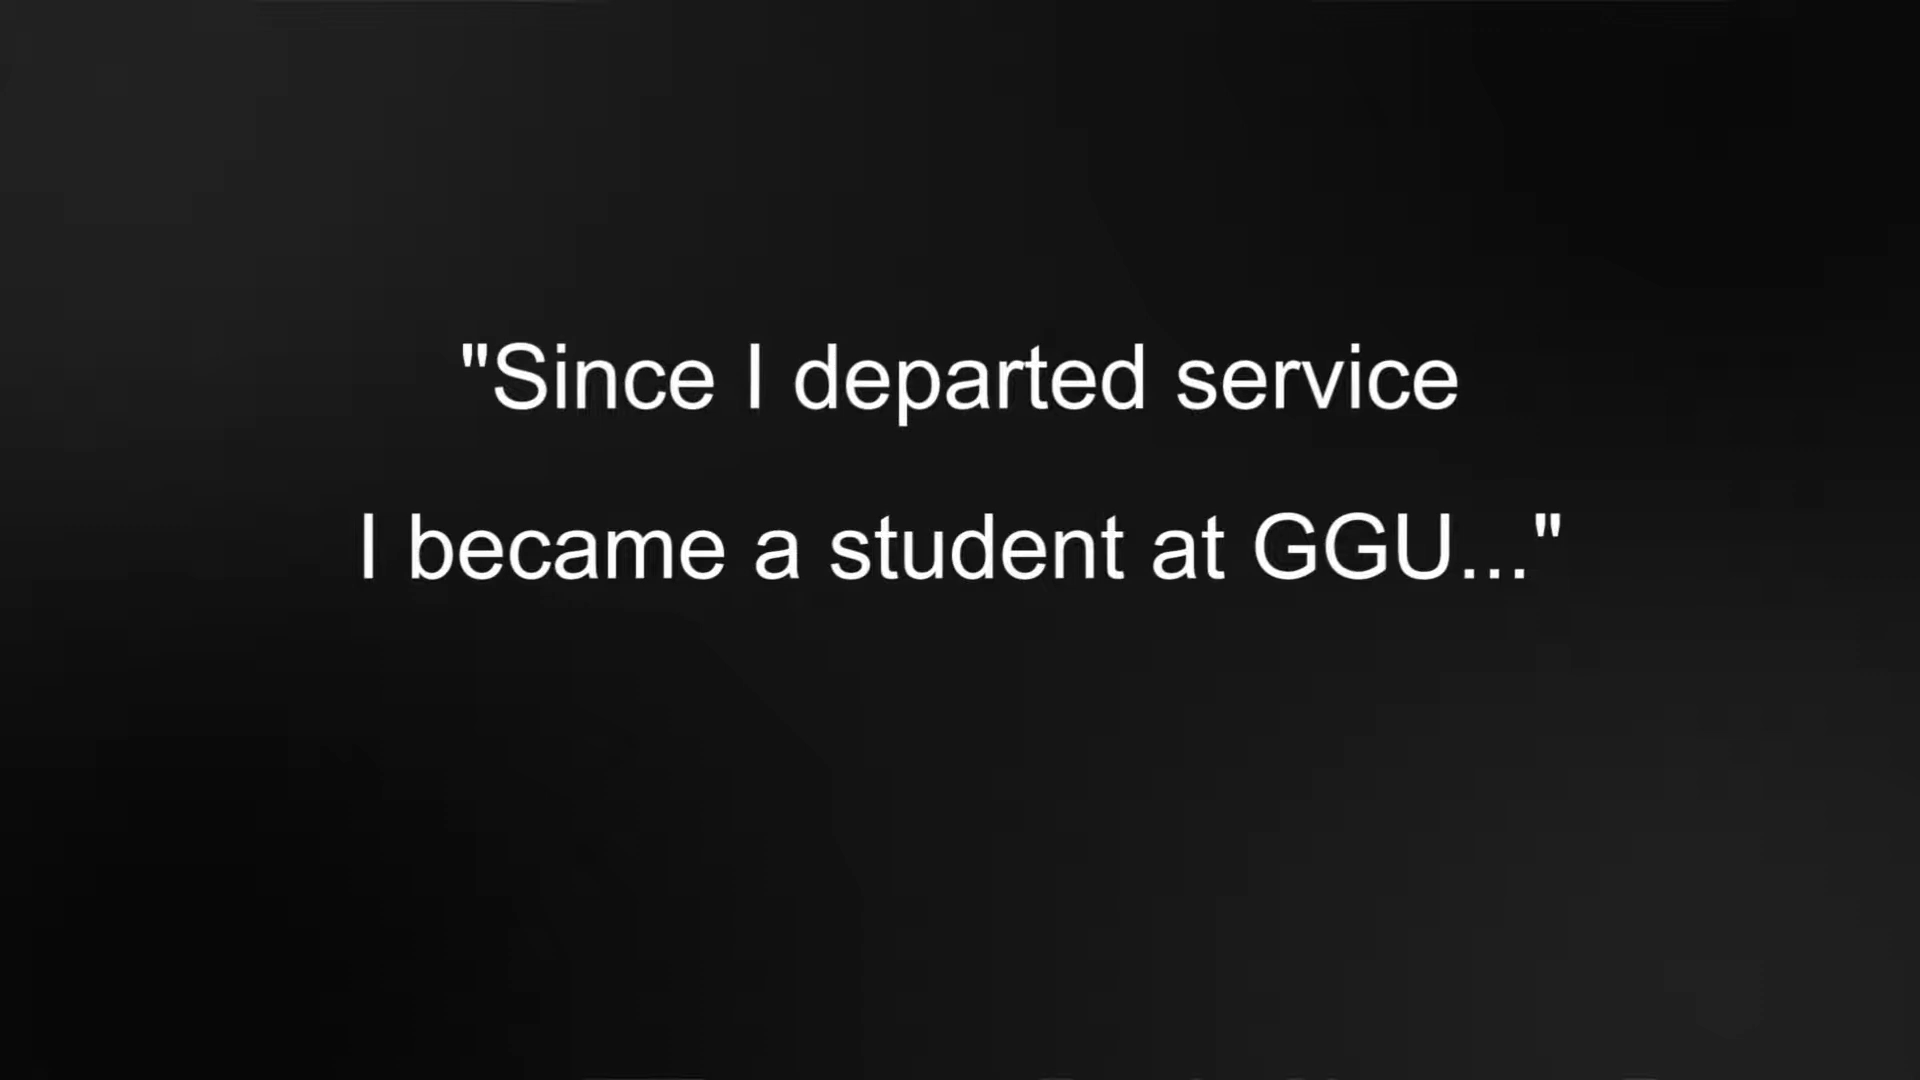 "Since I departed service
I became a student at GGU..."